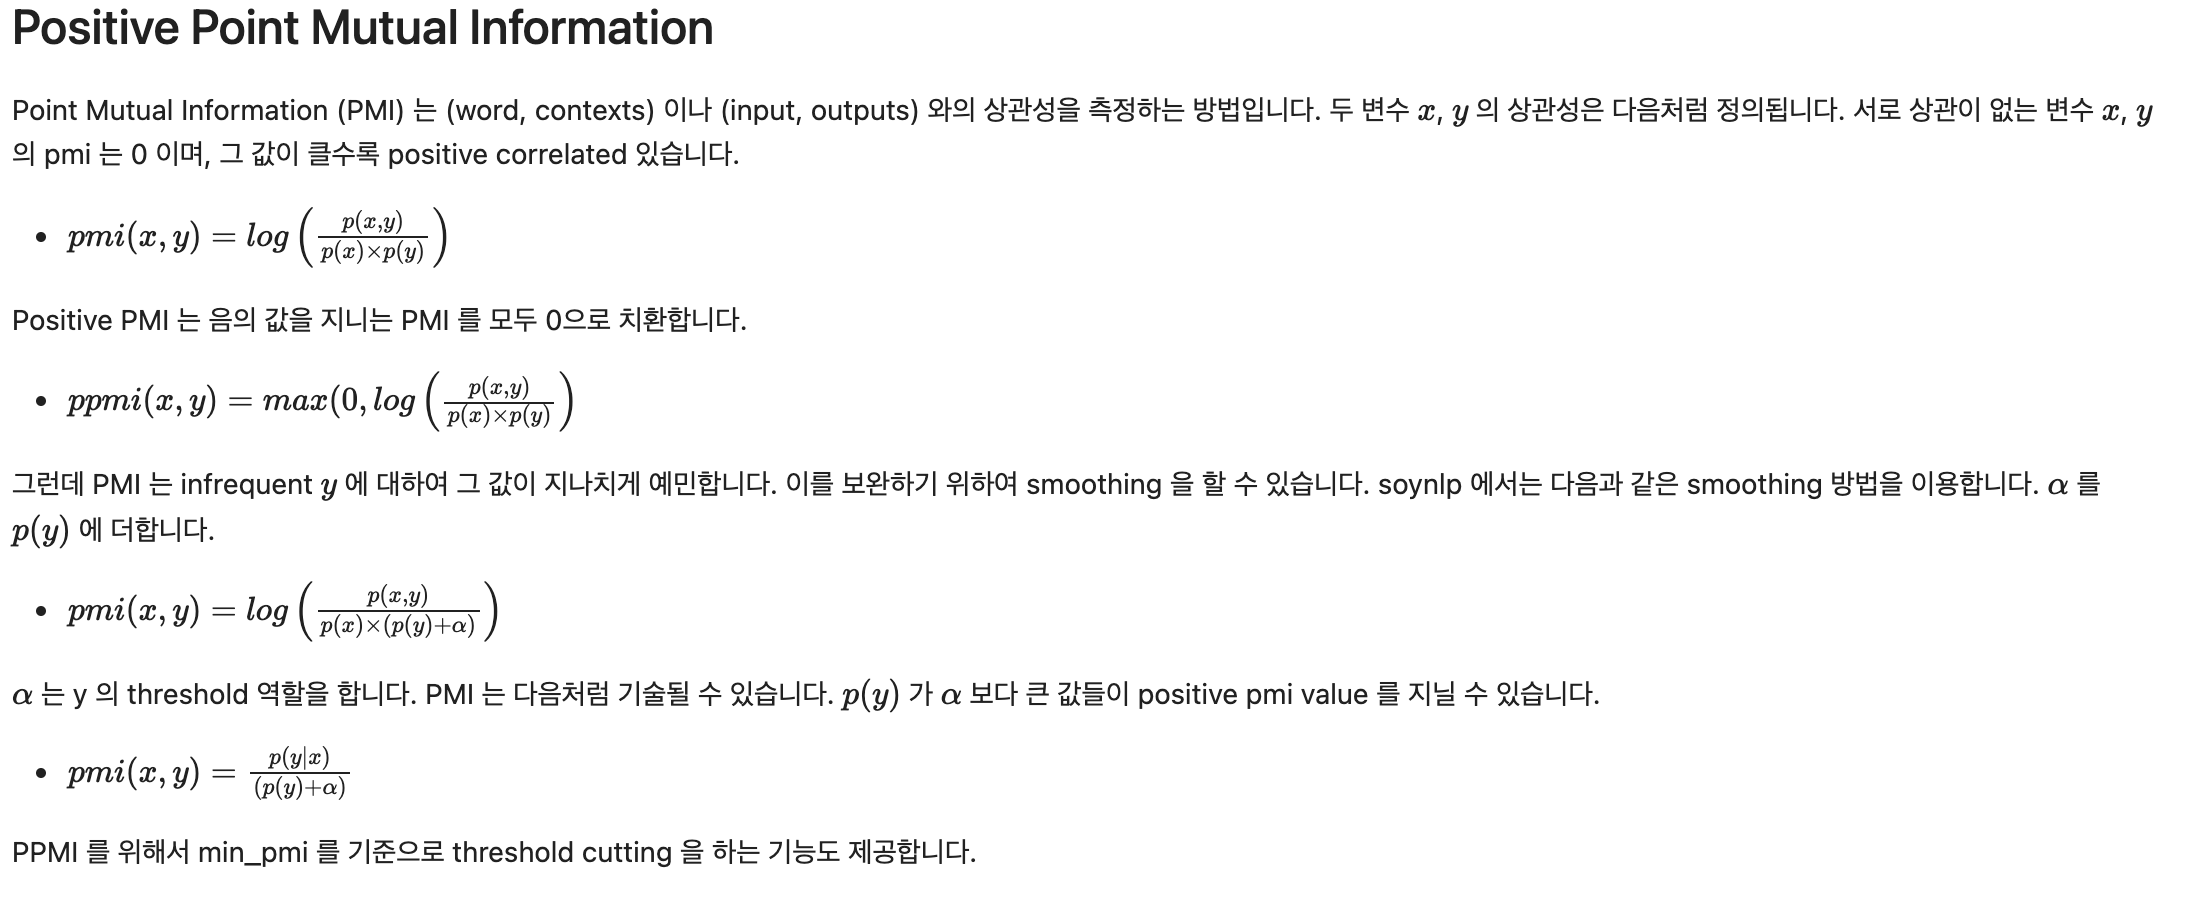 Positive Point Mutual Information
Point Mutual Information (PMI) 는 (word, contexts) 이나 (input, outputs) 와의 상관성을 측정하는 방법입니다. 두 변수 x, y 의 상관성은 다음처럼 정의됩니다. 서로 상관이 없는 변수 x, y
의 pmi 는 0 이며, 그 값이 클수록 positive correlated 있습니다.
• pmi(x, y) = log \left( \frac{p(x,y)}{p(x)×p(y)} \right)
Positive PMI 는 음의 값을 지니는 PMI 를 모두 0으로 치환합니다.
• ppmi(x, y) = max(0, log \left( \frac{p(x,y)}{p(x)×p(y)} \right)
그런데 PMI 는 infrequent y 에 대하여 그 값이 지나치게 예민합니다. 이를 보완하기 위하여 smoothing 을 할 수 있습니다. soynlp 에서는 다음과 같은 smoothing 방법을 이용합니다. α 를
p(y) 에 더합니다.
• pmi(x, y) = log \left( \frac{p(x,y)}{p(x)×(p(y)+α)} \right)
α 는 y 의 threshold 역할을 합니다. PMI 는 다음처럼 기술될 수 있습니다. p(y) 가 α 보다 큰 값들이 positive pmi value 를 지닐 수 있습니다.
• pmi(x, y) = \frac{p(y|x)}{(p(y)+α)}
PPMI 를 위해서 min_pmi 를 기준으로 threshold cutting 을 하는 기능도 제공합니다.